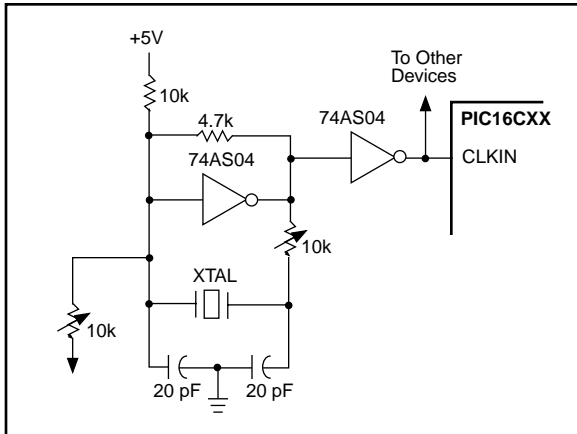 +5V
To Other
Devices
10k
4.7k
74AS04
PIC16CXX
74AS04
CLKIN
10k
XTAL
10k
20 pF
20 pF